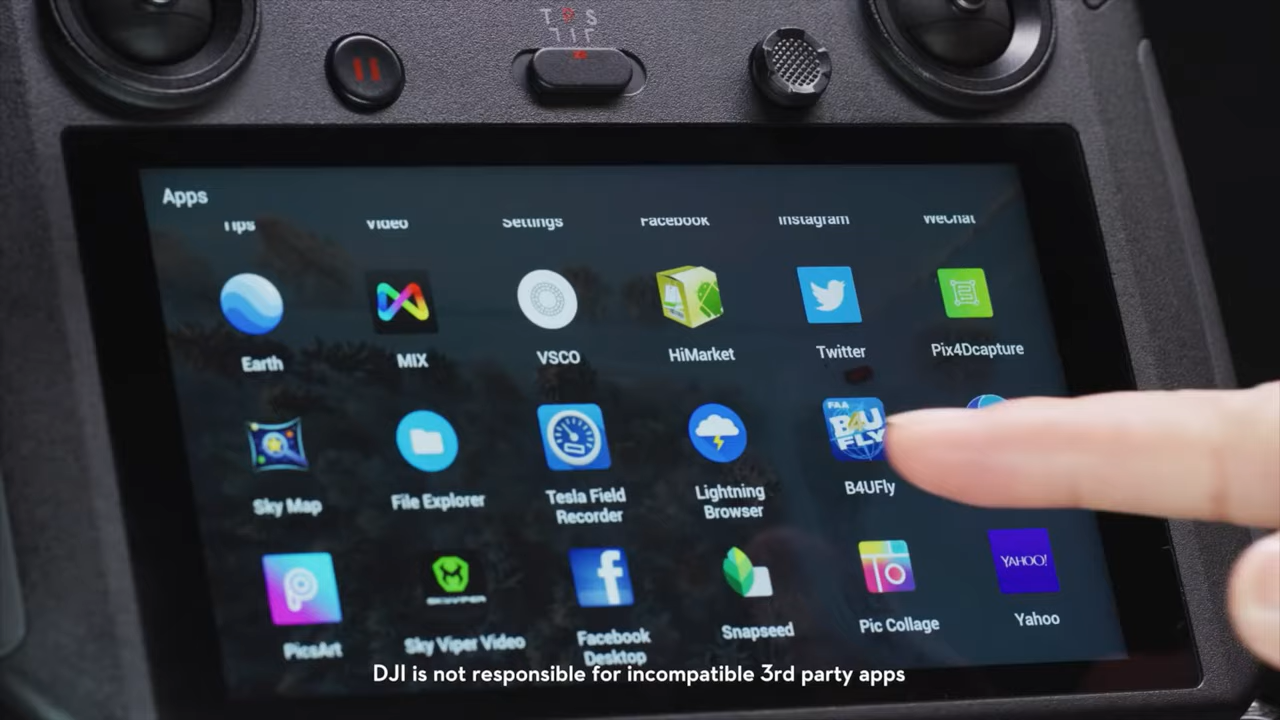 T P S
Apps
Tips Video Settings Facebook Instagram WeChat
Earth MIX VSCO HiMarket Twitter Pix4Dcapture
FAA
B4U
FLY
Sky Map File Explorer Tesla Field Recorder Lightning Browser B4UFly
YAHOO!
PicsArt Sky Viper Video Facebook Desktop Snapseed Pic Collage Yahoo
DJI is not responsible for incompatible 3rd party apps